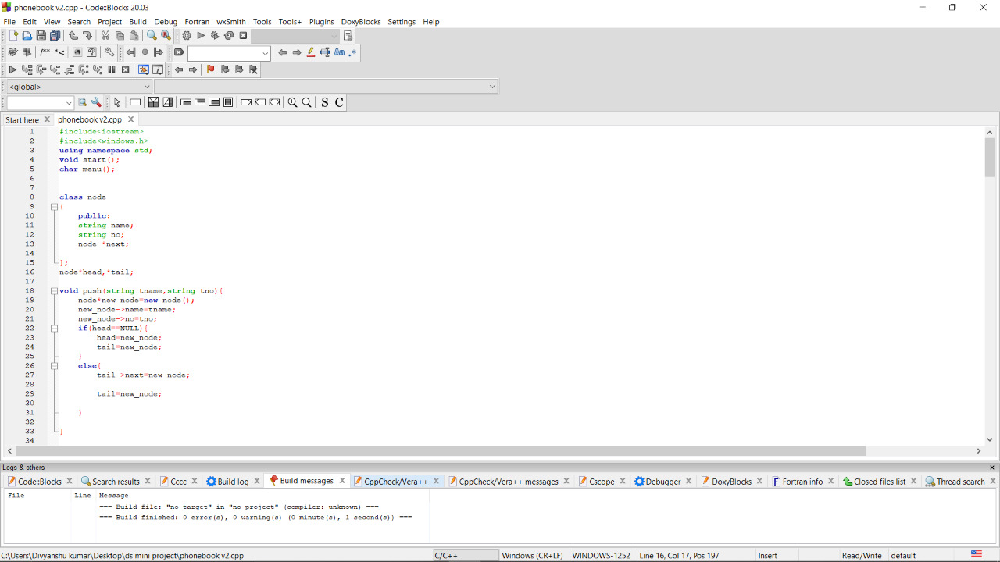 phonebook v2.cpp - Code::Blocks 20.03
File Edit View Search Project Build Debug Fortran wxSmith Tools Tools+ Plugins DoxyBlocks Settings Help
/** *< Aa .*
<global>
S C
Start here phonebook v2.cpp
1 #include<iostream>
2 #include<windows.h>
3 using namespace std;
4 void start();
5 char menu();
6
7
8 class node
9 {
10 public:
11 string name;
12 string no;
13 node *next;
14
15 };
16 node*head,*tail;
17
18 void push(string tname,string tno){
19 node*new_node=new node();
20 new_node->name=tname;
21 new_node->no=tno;
22 if(head==NULL){
23 head=new_node;
24 tail=new_node;
25 }
26 else{
27 tail->next=new_node;
28
29 tail=new_node;
30
31 }
32
33 }
34
Logs & others
Code::Blocks Search results Cccc Build log Build messages CppCheck/Vera++ CppCheck/Vera++ messages Cscope Debugger DoxyBlocks Fortran info Closed files list Thread search
File Line Message
=== Build file: "no target" in "no project" (compiler: unknown) ===
=== Build finished: 0 error(s), 0 warning(s) (0 minute(s), 1 second(s)) ===
C:\Users\Divyanshu kumar\Desktop\ds mini project\phonebook v2.cpp C/C++ Windows (CR+LF) WINDOWS-1252 Line 16, Col 17, Pos 197 Insert Read/Write default